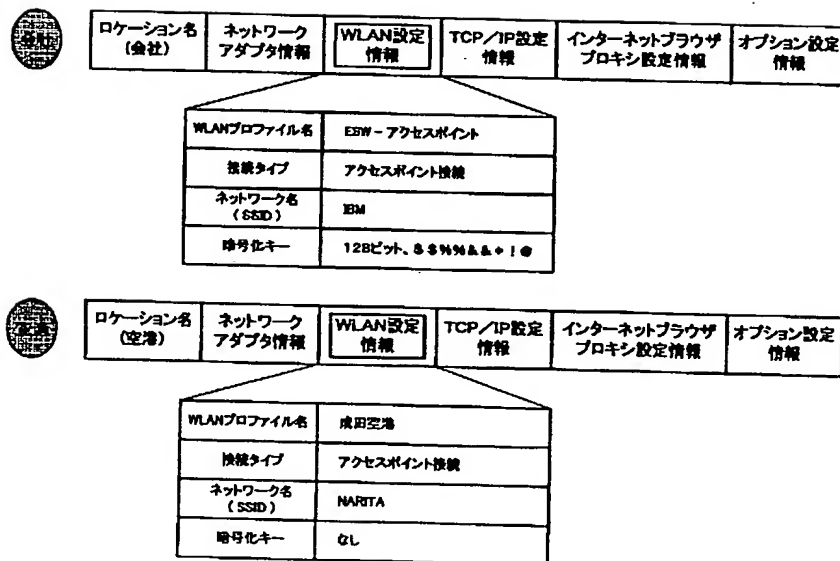 会社
ロケーション名
(会社)
ネットワーク
アダプタ情報
WLAN設定
情報
TCP/IP設定
情報
インターネットブラウザ
プロキシ設定情報
オプション設定
情報
WLANプロファイル名
ESW-アクセスポイント
接続タイプ
アクセスポイント接続
ネットワーク名
(SSID)
IBM
暗号化キー
128ビット、
空港
ロケーション名
(空港)
ネットワーク
アダプタ情報
WLAN設定
情報
TCP/IP設定
情報
インターネットブラウザ
プロキシ設定情報
オプション設定
情報
WLANプロファイル名
成田空港
接続タイプ
アクセスポイント接続
ネットワーク名
(SSID)
NARITA
暗号化キー
なし